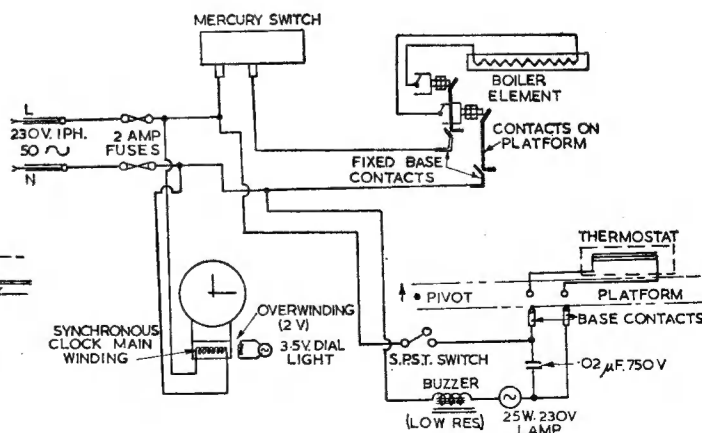 MERCURY SWITCH
BOILER
ELEMENT
L
230V. 1PH.
50 ~
N
2 AMP
FUSES
CONTACTS ON
PLATFORM
FIXED BASE
CONTACTS
THERMOSTAT
PIVOT
PLATFORM
BASE CONTACTS
OVERWINDING
(2 V)
SYNCHRONOUS
CLOCK MAIN
WINDING
3·5V. DIAL
LIGHT
S.P.S.T. SWITCH
·02 µF. 750 V
BUZZER
(LOW RES)
25W. 230V
LAMP